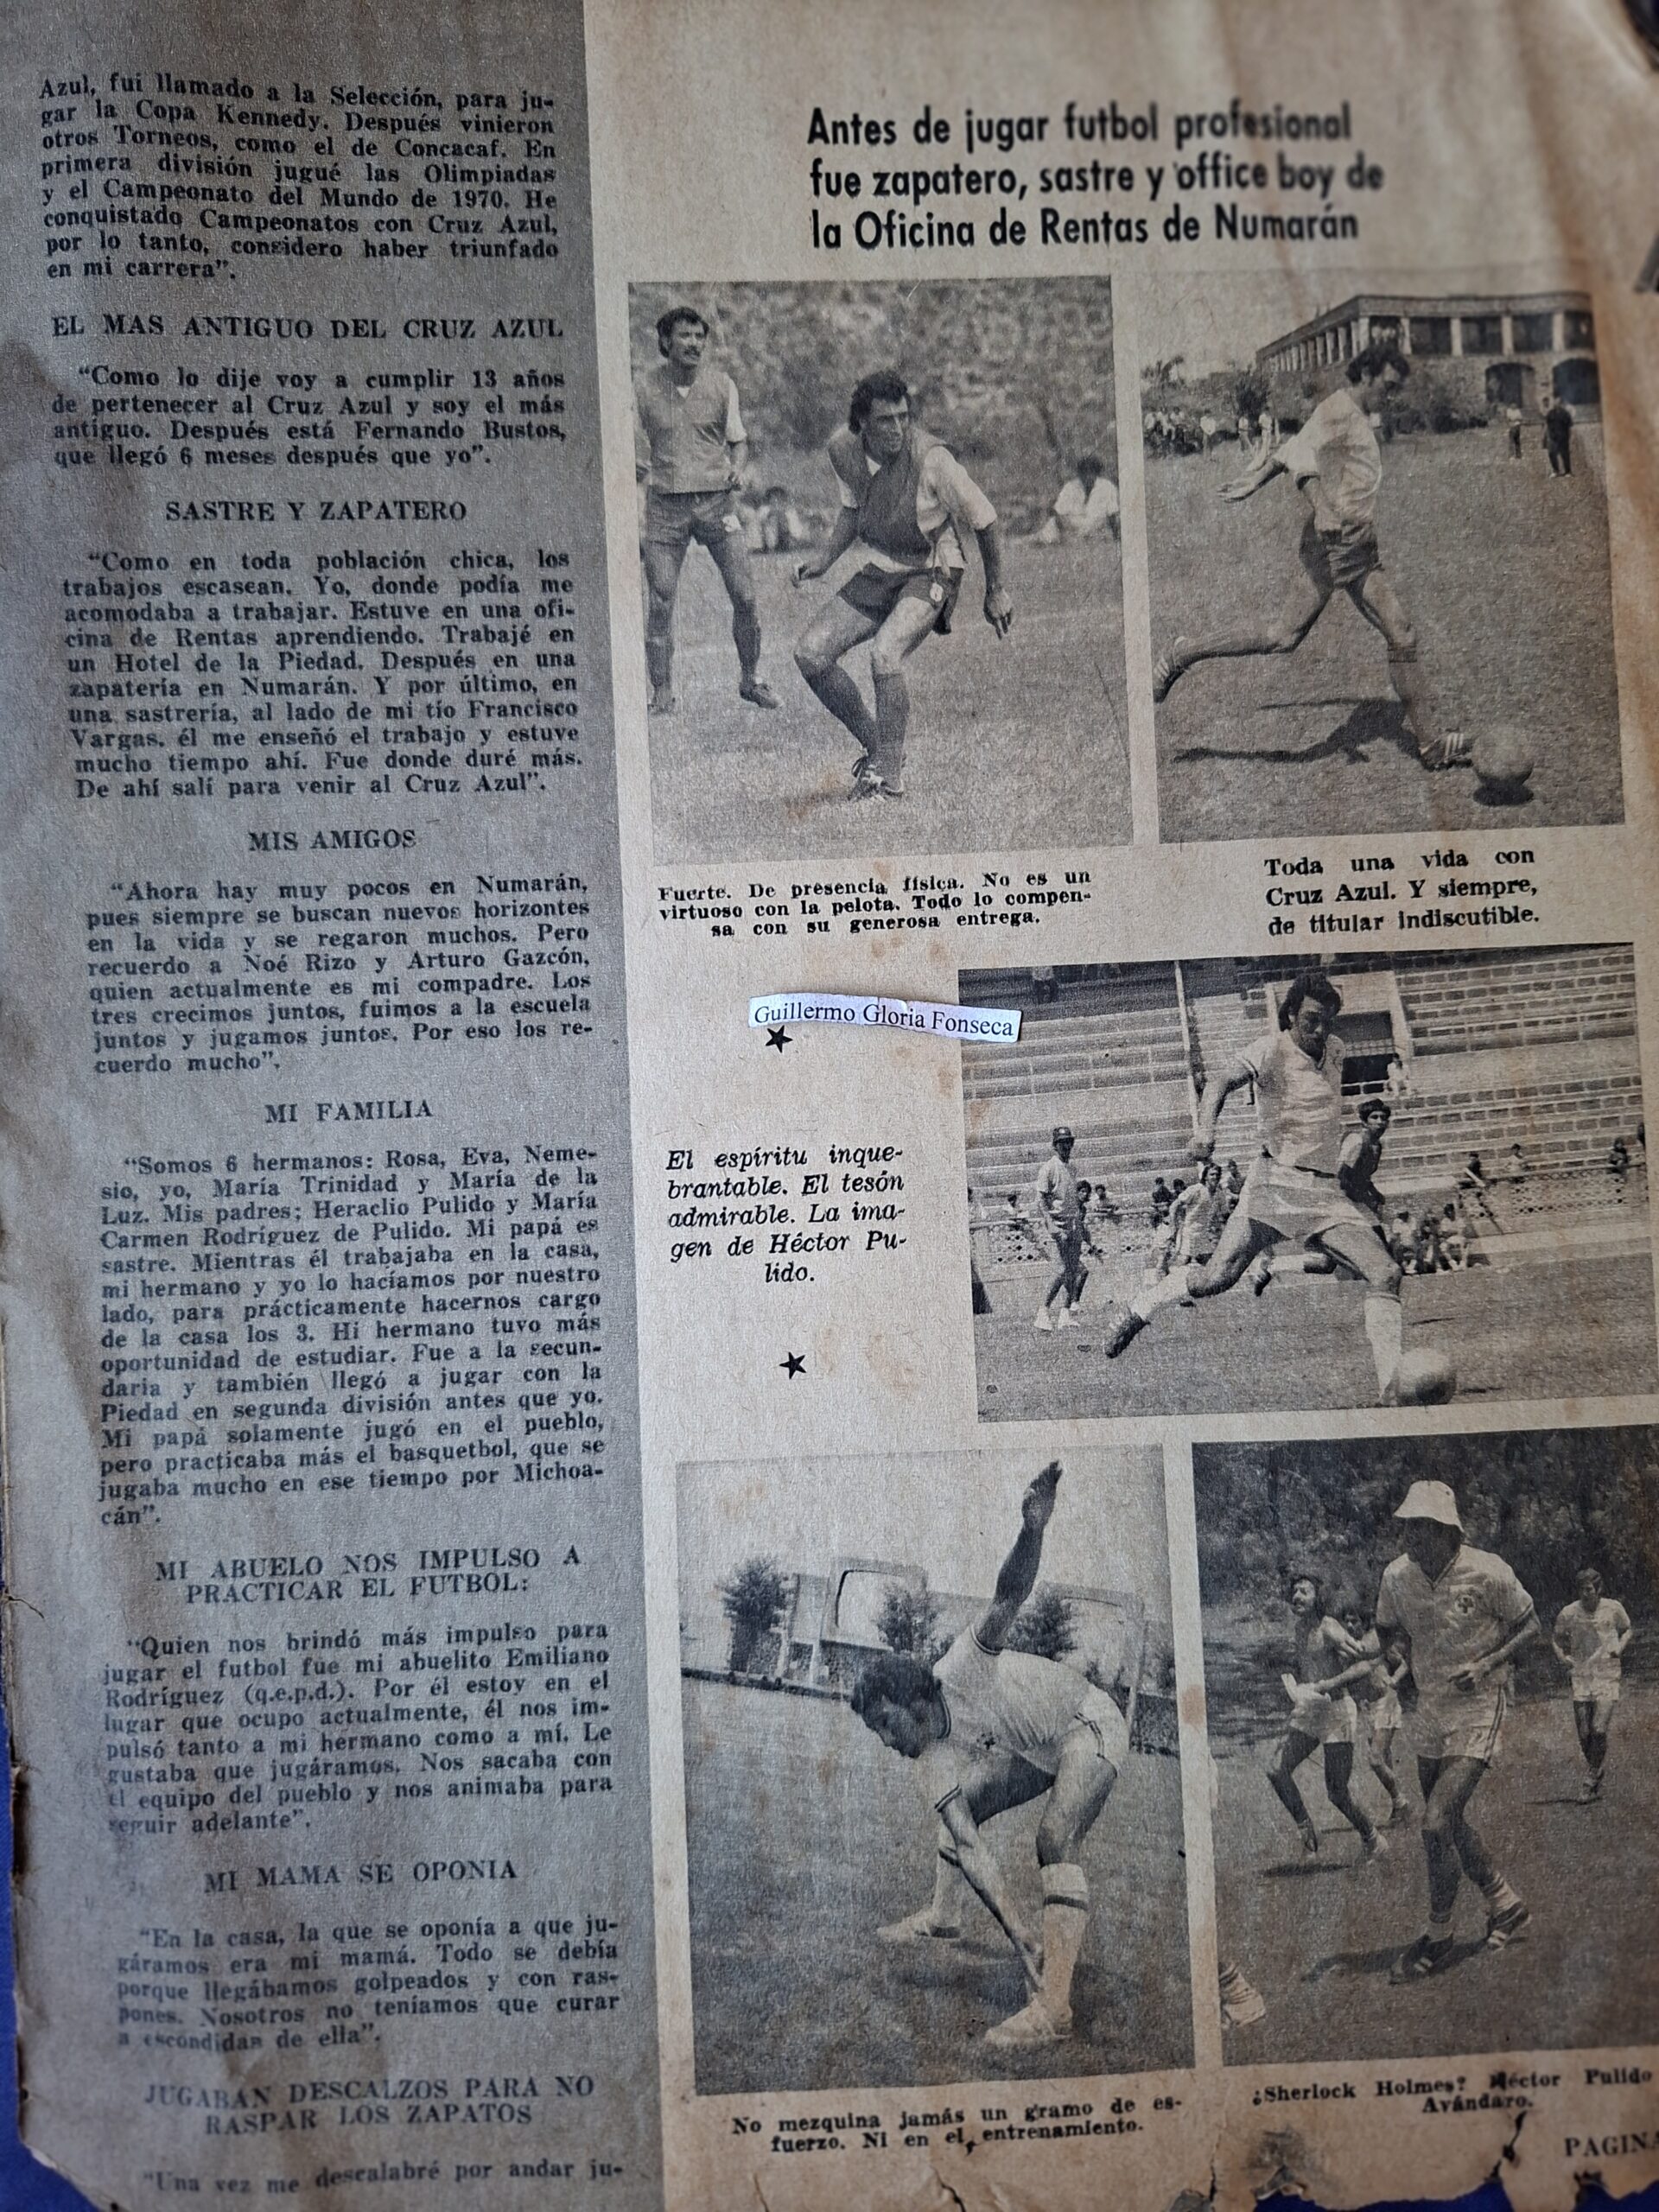 Azul, fui llamado a la Selección, para ju-
gar la Copa Kennedy. Después vinieron
otros Torneos, como el de Concacaf. En
primera división jugué las Olimpiadas
y el Campeonato del Mundo de 1970. He
conquistado Campeonatos con Cruz Azul,
por lo tanto, considero haber triunfado
en mi carrera".
EL MAS ANTIGUO DEL CRUZ AZUL
"Como lo dije voy a cumplir 13 años
de pertenecer al Cruz Azul y soy el más
antiguo. Después está Fernando Bustos,
que llegó 6 meses después que yo".
SASTRE Y ZAPATERO
"Como en toda población chica, los
trabajos escasean. Yo, donde podía me
acomodaba a trabajar. Estuve en una ofi-
cina de Rentas aprendiendo. Trabajé en
un Hotel de la Piedad. Después en una
zapatería en Numarán. Y por último, en
una sastrería, al lado de mi tío Francisco
Vargas. él me enseñó el trabajo y estuve
mucho tiempo ahí. Fue donde duré más.
De ahí salí para venir al Cruz Azul".
MIS AMIGOS
"Ahora hay muy pocos en Numarán,
pues siempre se buscan nuevos horizontes
en la vida y se regaron muchos. Pero
recuerdo a Noé Rizo y Arturo Gazcón,
quien actualmente es mi compadre. Los
tres crecimos juntos, fuimos a la escuela
juntos y jugamos juntos. Por eso los re-
cuerdo mucho".
MI FAMILIA
"Somos 6 hermanos: Rosa, Eva, Neme-
sio, yo, María Trinidad y María de la
Luz. Mis padres; Heraclio Pulido y María
Carmen Rodríguez de Pulido. Mi papá es
sastre. Mientras él trabajaba en la casa,
mi hermano y yo lo hacíamos por nuestro
lado, para prácticamente hacernos cargo
de la casa los 3. Hi hermano tuvo más
oportunidad de estudiar. Fue a la secun-
daria y también llegó a jugar con la
Piedad en segunda división antes que yo.
Mi papá solamente jugó en el pueblo,
pero practicaba más el basquetbol, que se
jugaba mucho en ese tiempo por Michoa-
cán".
MI ABUELO NOS IMPULSO A
PRACTICAR EL FUTBOL:
"Quien nos brindó más impulso para
jugar el futbol fue mi abuelito Emiliano
Rodríguez (q.e.p.d.). Por él estoy en el
lugar que ocupo actualmente, él nos im-
pulsó tanto a mi hermano como a mí. Le
gustaba que jugáramos. Nos sacaba con
el equipo del pueblo y nos animaba para
seguir adelante".
MI MAMA SE OPONIA
"En la casa, la que se oponía a que ju-
gáramos era mi mamá. Todo se debía
porque llegábamos golpeados y con ras-
pones. Nosotros no teníamos que curar
a escondidas de ella".
JUGABAN DESCALZOS PARA NO
RASPAR LOS ZAPATOS
"Una vez me descalabré por andar ju-
Antes de jugar futbol profesional
fue zapatero, sastre y office boy de
la Oficina de Rentas de Numarán
Fuerte. De presencia física. No es un
virtuoso con la pelota. Todo lo compen-
sa con su generosa entrega.
Toda una vida con
Cruz Azul. Y siempre,
de titular indiscutible.
Guillermo Gloria Fonseca
El espíritu inque-
brantable. El tesón
admirable. La ima-
gen de Héctor Pu-
lido.
No mezquina jamás un gramo de es-
fuerzo. Ni en el entrenamiento.
¿Sherlock Holmes? Héctor Pulido
Avándaro.
PAGINA